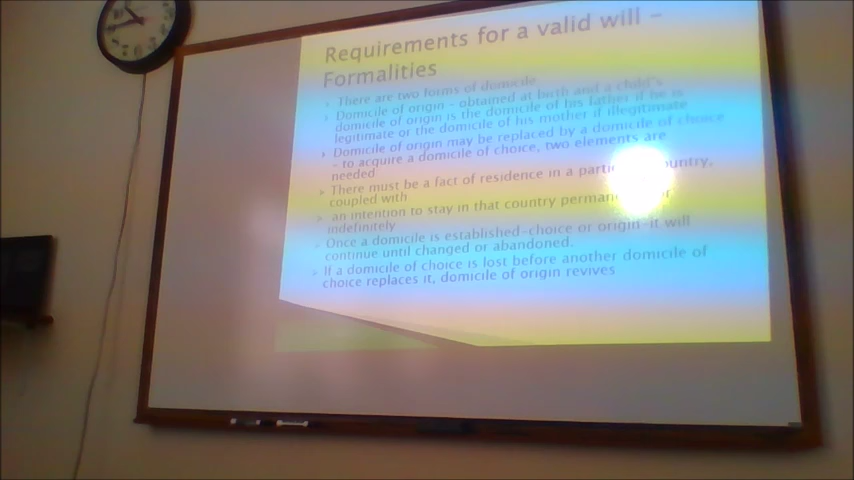 Requirements for a valid will –
Formalities
There are two forms of domicile
Domicile of origin - obtained at birth and a child's
domicile of origin is the domicile of his father if he is
legitimate or the domicile of his mother if illegitimate
Domicile of origin may be replaced by a domicile of choice
- to acquire a domicile of choice, two elements are
needed
There must be a fact of residence in a country,
coupled with
an intention to stay in that country or
indefinitely
Once a domicile is established-choice or origin-it will
continue until changed or abandoned.
If a domicile of choice is lost before another domicile of
choice replaces it, domicile of origin revives